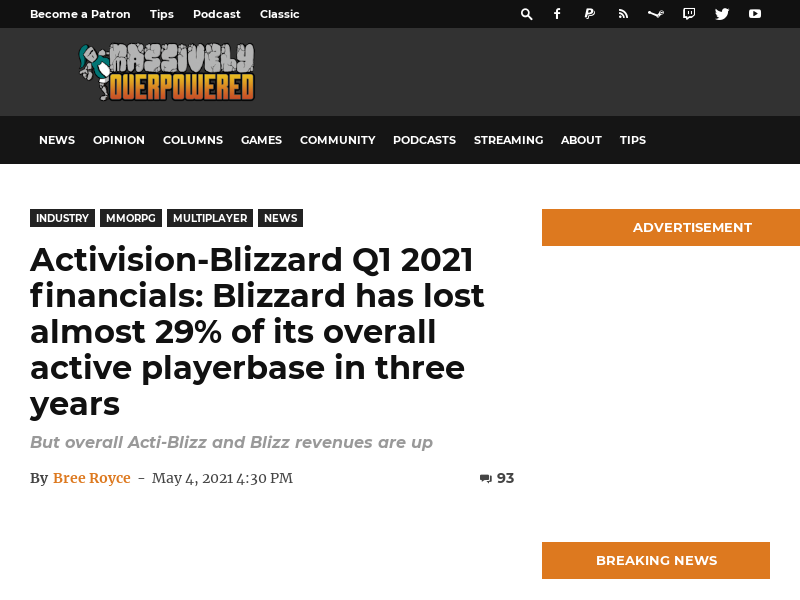 Become a Patron Tips Podcast Classic
MASSIVELY
OVERPOWERED
NEWS OPINION COLUMNS GAMES COMMUNITY PODCASTS STREAMING ABOUT TIPS
INDUSTRY MMORPG MULTIPLAYER NEWS
Activision-Blizzard Q1 2021
financials: Blizzard has lost
almost 29% of its overall
active playerbase in three
years
But overall Acti-Blizz and Blizz revenues are up
By Bree Royce - May 4, 2021 4:30 PM 93
ADVERTISEMENT
BREAKING NEWS